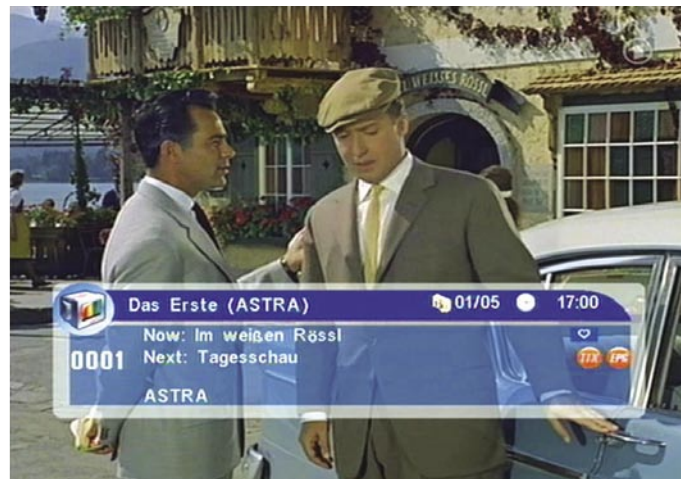 WEISSES RÖSSL
Das Erste (ASTRA) 01/05 17:00
Now: Im weißen Rössl
0001 Next: Tagesschau
TTX EPG
ASTRA